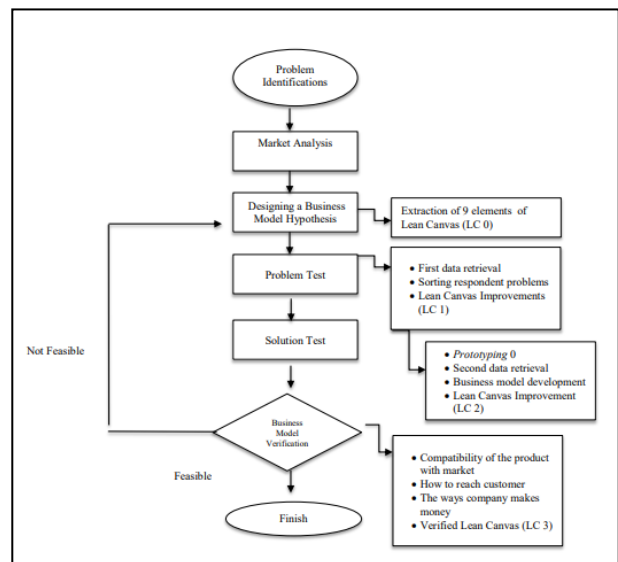 Problem
Identifications
Market Analysis
Designing a Business
Model Hypothesis
Extraction of 9 elements of
Lean Canvas (LC 0)
Problem Test
• First data retrieval
• Sorting respondent problems
• Lean Canvas Improvements
(LC 1)
Solution Test
Not Feasible
• Prototyping 0
• Second data retrieval
• Business model development
• Lean Canvas Improvement
(LC 2)
Business
Model
Verification
• Compatibility of the product
with market
• How to reach customer
• The ways company makes
money
• Verified Lean Canvas (LC 3)
Feasible
Finish